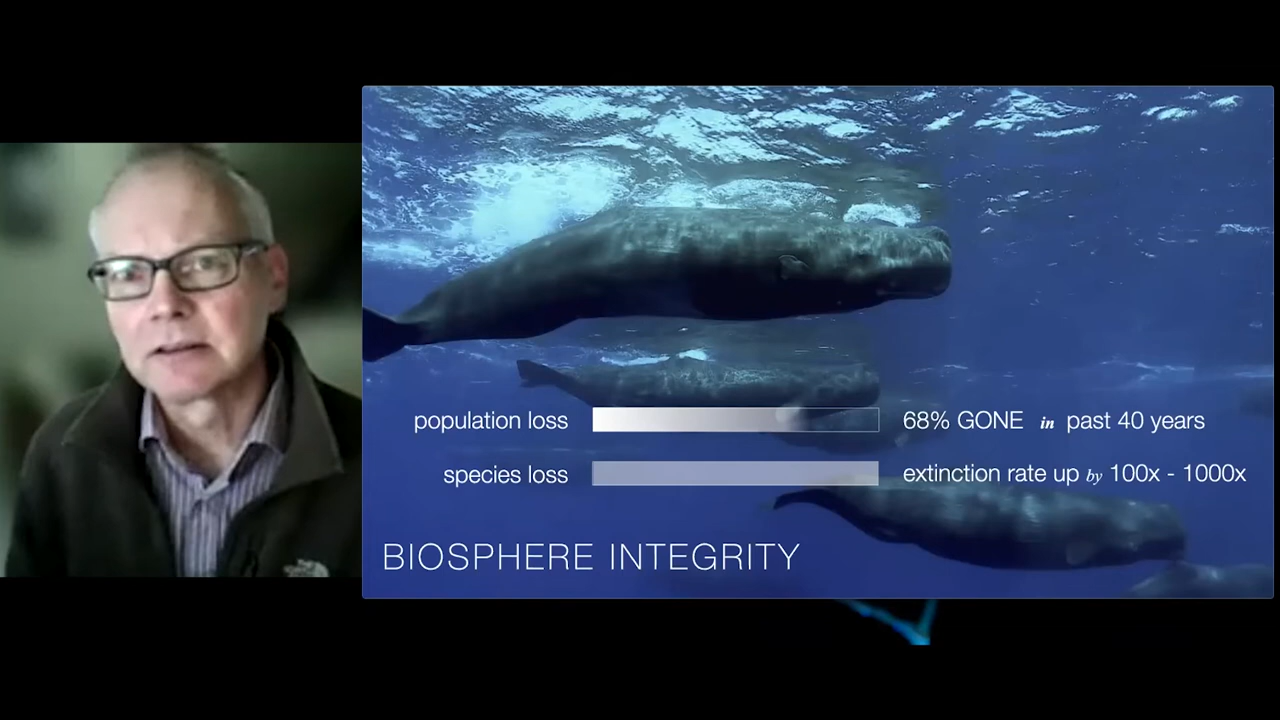 population loss 68% GONE in past 40 years
species loss extinction rate up by 100x - 1000x
BIOSPHERE INTEGRITY